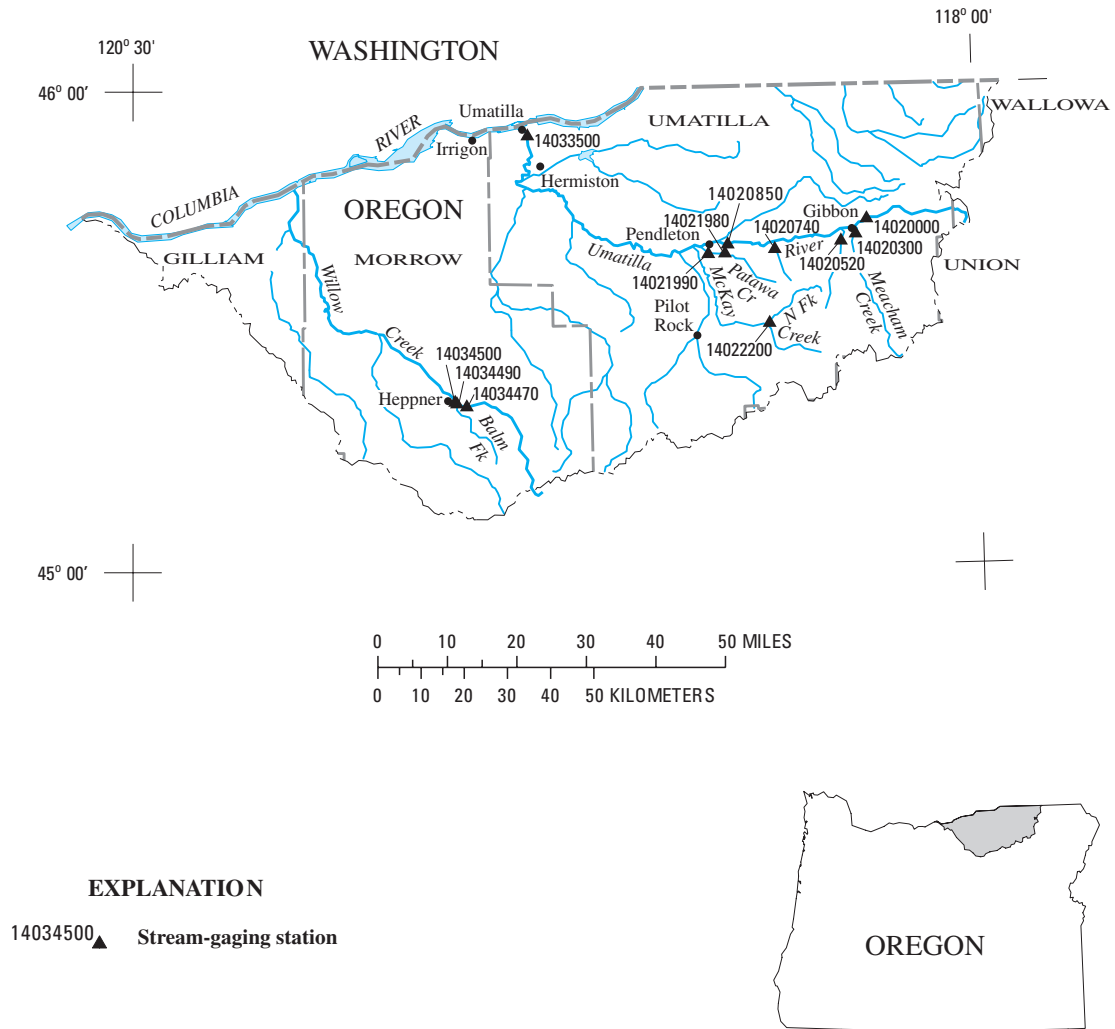 118° 00'
120° 30'
WASHINGTON
46° 00'
WALLOWA
Umatilla
UMATILLA
RIVER
14033500
Irrigon
Hermiston
COLUMBIA
OREGON
14020850
14021980
Gibbon
14020740
14020000
Pendleton
River
14020300
GILLIAM
MORROW
Umatilla
14020520
UNION
14021990
Patawa
Cr
McKay
Willow
Pilot
Rock
N Fk
Creek
Meacham
Creek
14022200
Creek
14034500
14034490
14034470
Heppner
Balm
Fk
45° 00'
0 10 20 30 40 50 MILES
0 10 20 30 40 50 KILOMETERS
EXPLANATION
14034500 Stream-gaging station
OREGON